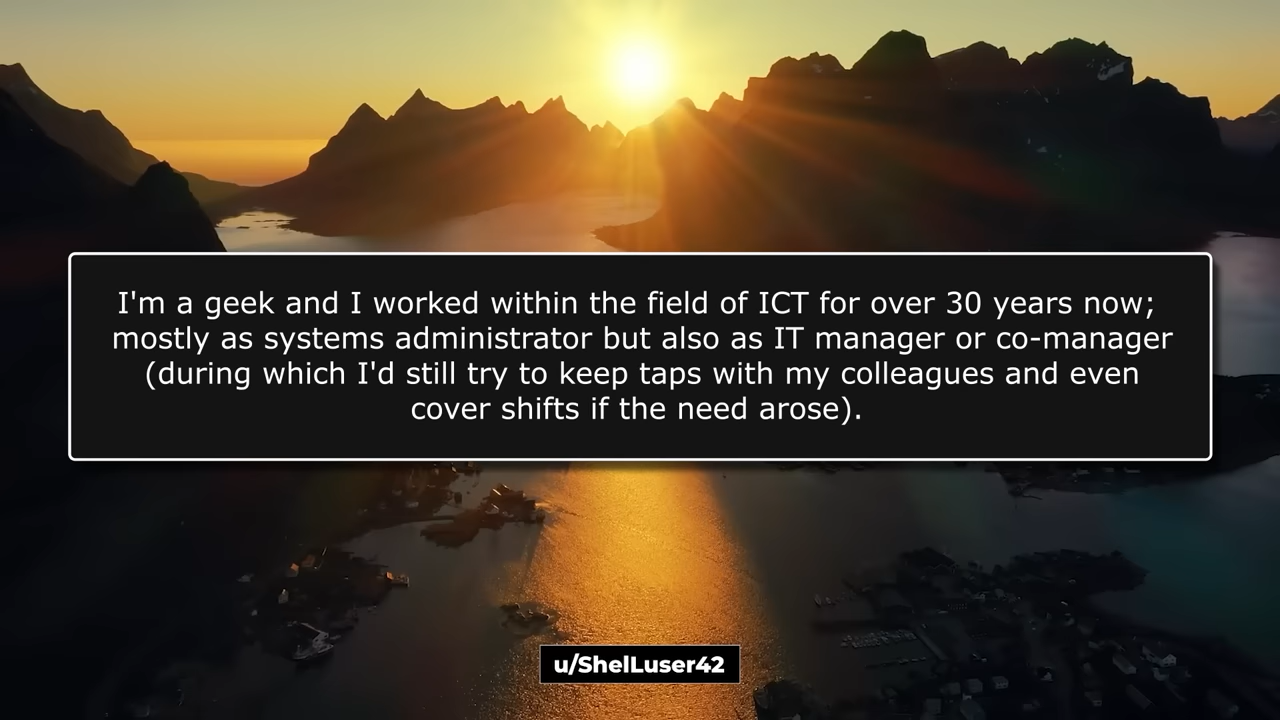 I'm a geek and I worked within the field of ICT for over 30 years now;
mostly as systems administrator but also as IT manager or co-manager
(during which I'd still try to keep taps with my colleagues and even
cover shifts if the need arose).
u/ShelLuser42